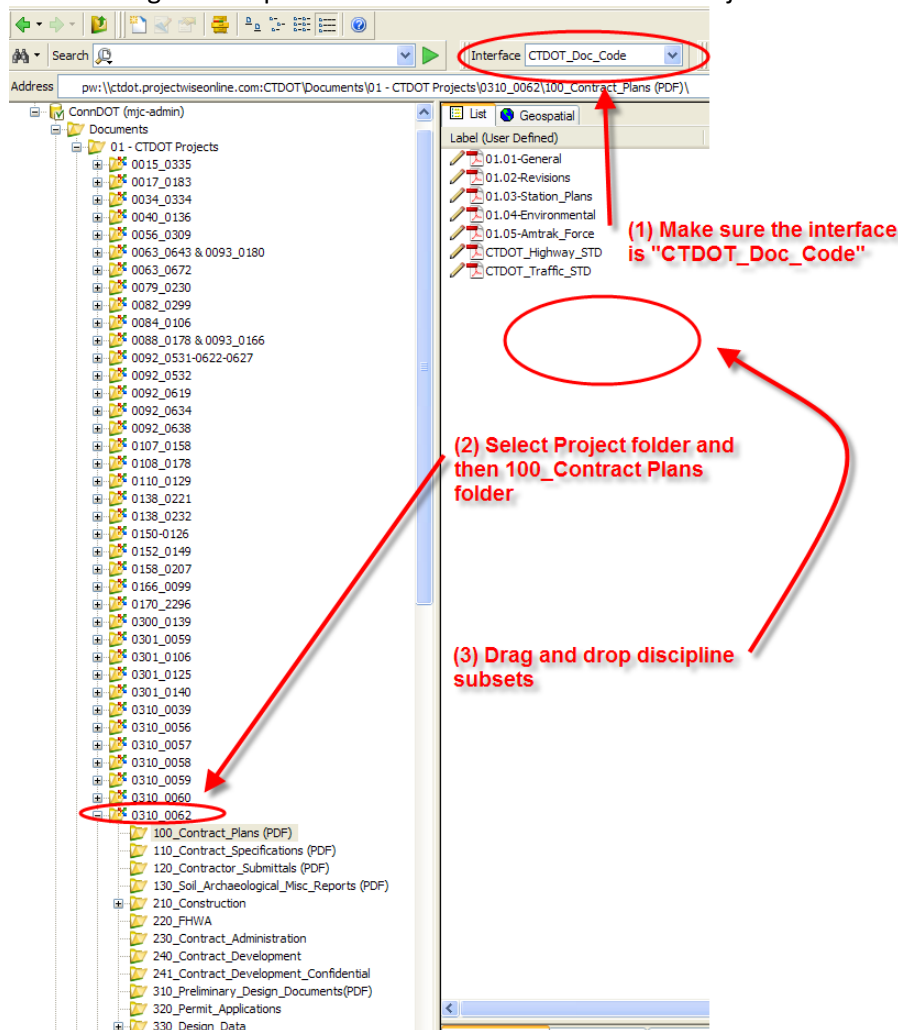 Search
Interface CTDOT_Doc_Code
Address pw:\\ctdot.projectwiseonline.com:CTDOT\Documents\01 - CTDOT Projects\0310_0062\100_Contract_Plans (PDF)\
ConnDOT (mjc-admin)
Documents
01 - CTDOT Projects
0015_0335
0017_0183
0034_0334
0040_0136
0056_0309
0063_0643 & 0093_0180
0063_0672
0079_0230
0082_0299
0084_0106
0088_0178 & 0093_0166
0092_0531-0622-0627
0092_0532
0092_0619
0092_0634
0092_0638
0107_0158
0108_0178
0110_0129
0138_0221
0138_0232
0150-0126
0152_0149
0158_0207
0166_0099
0170_2296
0300_0139
0301_0059
0301_0106
0301_0125
0301_0140
0310_0039
0310_0056
0310_0057
0310_0058
0310_0059
0310_0060
0310_0062
100_Contract_Plans (PDF)
110_Contract_Specifications (PDF)
120_Contractor_Submittals (PDF)
130_Soil_Archaeological_Misc_Reports (PDF)
210_Construction
220_FHWA
230_Contract_Administration
240_Contract_Development
241_Contract_Development_Confidential
310_Preliminary_Design_Documents(PDF)
320_Permit_Applications
330_Design_Data
List Geospatial
Label (User Defined)
01.01-General
01.02-Revisions
01.03-Station_Plans
01.04-Environmental
01.05-Amtrak_Force
CTDOT_Highway_STD
CTDOT_Traffic_STD
(1) Make sure the interface
is "CTDOT_Doc_Code"
(2) Select Project folder and
then 100_Contract Plans
folder
(3) Drag and drop discipline
subsets